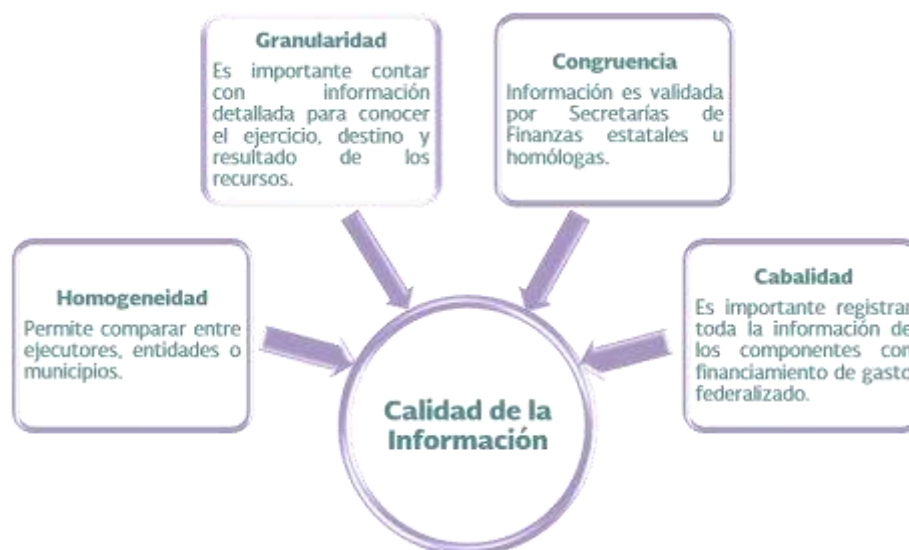 Granularidad
Es importante contar
con información
detallada para conocer
el ejercicio, destino y
resultado de los
recursos.
Congruencia
Información es validada
por Secretarías de
Finanzas estatales u
homólogas.
Homogeneidad
Permite comparar entre
ejecutores, entidades o
municipios.
Cabalidad
Es importante registrar
toda la información de
los componentes con
financiamiento de gasto
federalizado.
Calidad de la
Información